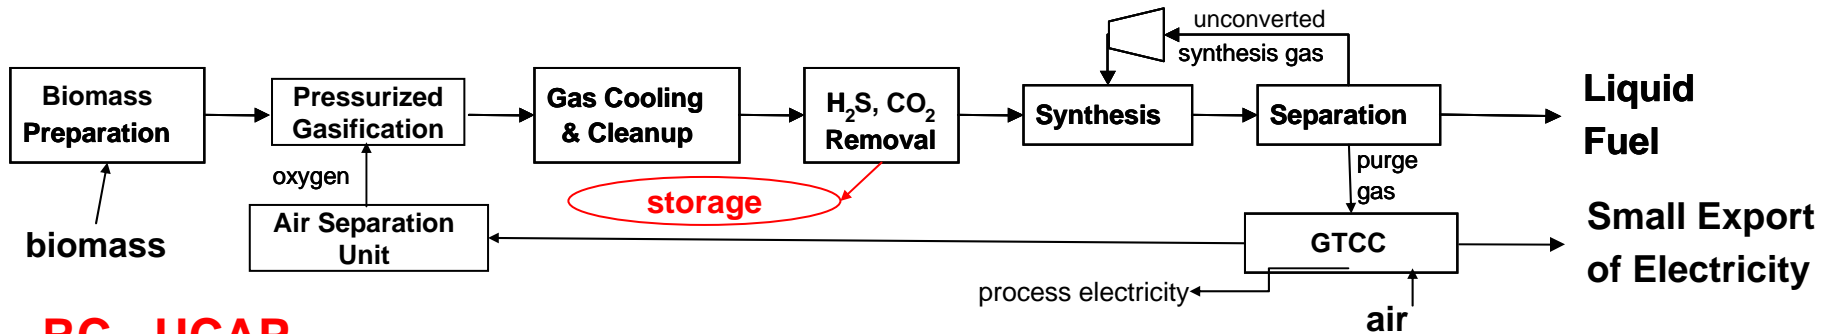 unconverted
synthesis gas
Biomass
Preparation
Pressurized
Gasification
Gas Cooling
& Cleanup
H2S, CO2
Removal
Synthesis
Separation
Liquid
Fuel
oxygen
purge
gas
storage
biomass
Air Separation
Unit
GTCC
Small Export
of Electricity
process electricity
air